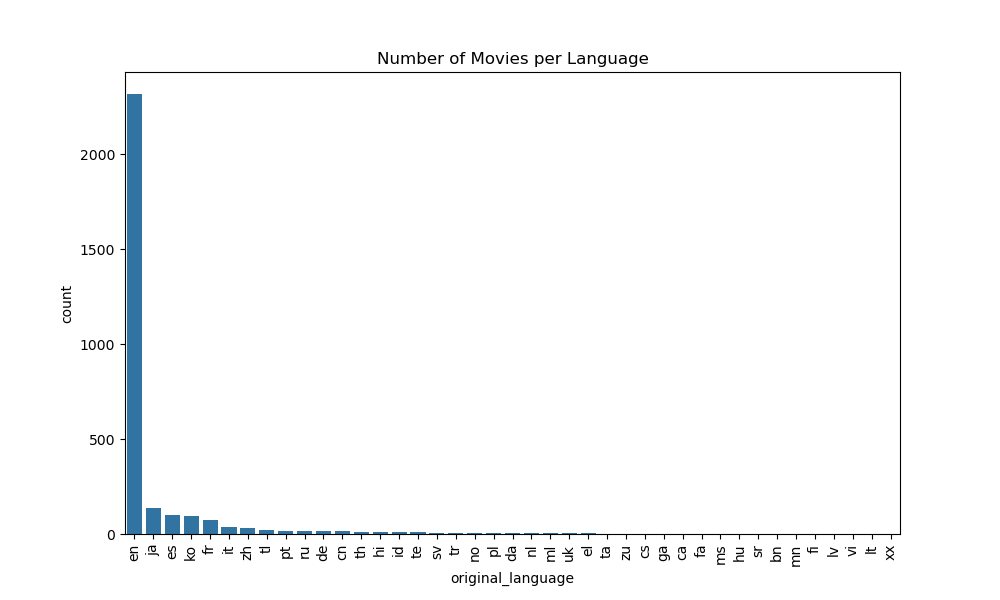 Number of Movies per Language
count
2000
1500
1000
500
0
en ja es ko fr it zh tl pt ru de cn th hi id te sv tr no pl da nl ml uk el ta zu cs ga ca fa ms hu sr bn mn fi lv vi lt xx
original_language